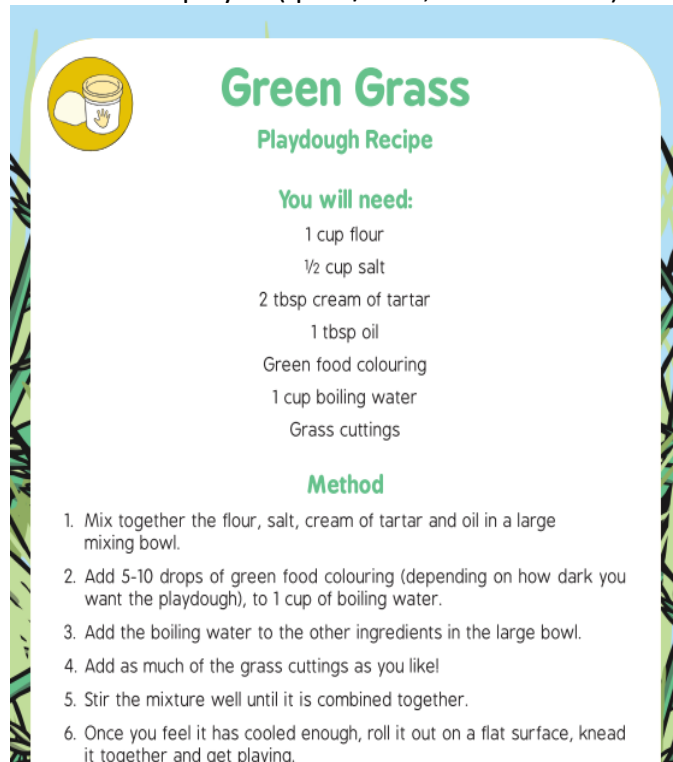 Green Grass
Playdough Recipe
You will need:
1 cup flour
½ cup salt
2 tbsp cream of tartar
1 tbsp oil
Green food colouring
1 cup boiling water
Grass cuttings
Method
1. Mix together the flour, salt, cream of tartar and oil in a large
mixing bowl.
2. Add 5-10 drops of green food colouring (depending on how dark you
want the playdough), to 1 cup of boiling water.
3. Add the boiling water to the other ingredients in the large bowl.
4. Add as much of the grass cuttings as you like!
5. Stir the mixture well until it is combined together.
6. Once you feel it has cooled enough, roll it out on a flat surface, knead
it together and get playing.